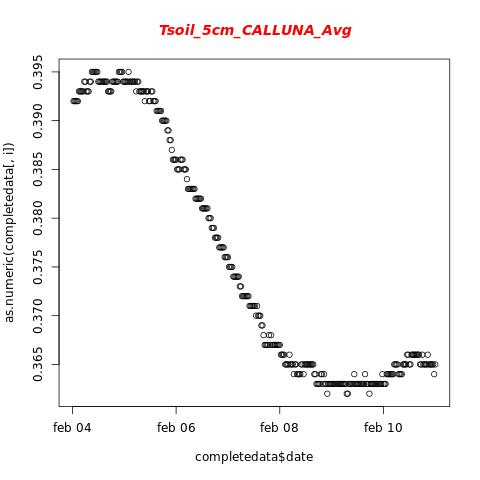 Tsoil_5cm_CALLUNA_Avg
as.numeric(completedata[, i])
0.395
0.390
0.385
0.380
0.375
0.370
0.365
feb 04
feb 06
feb 08
feb 10
completedata$date